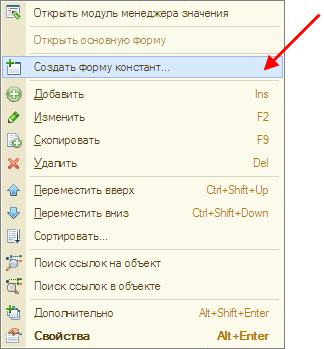 Открыть модуль менеджера значения
Открыть основную форму
Создать форму констант...
Добавить Ins
Изменить F2
Скопировать F9
Удалить Del
Переместить вверх Ctrl+Shift+Up
Переместить вниз Ctrl+Shift+Down
Сортировать...
Поиск ссылок на объект
Поиск ссылок в объекте
Дополнительно Alt+Shift+Enter
Свойства Alt+Enter